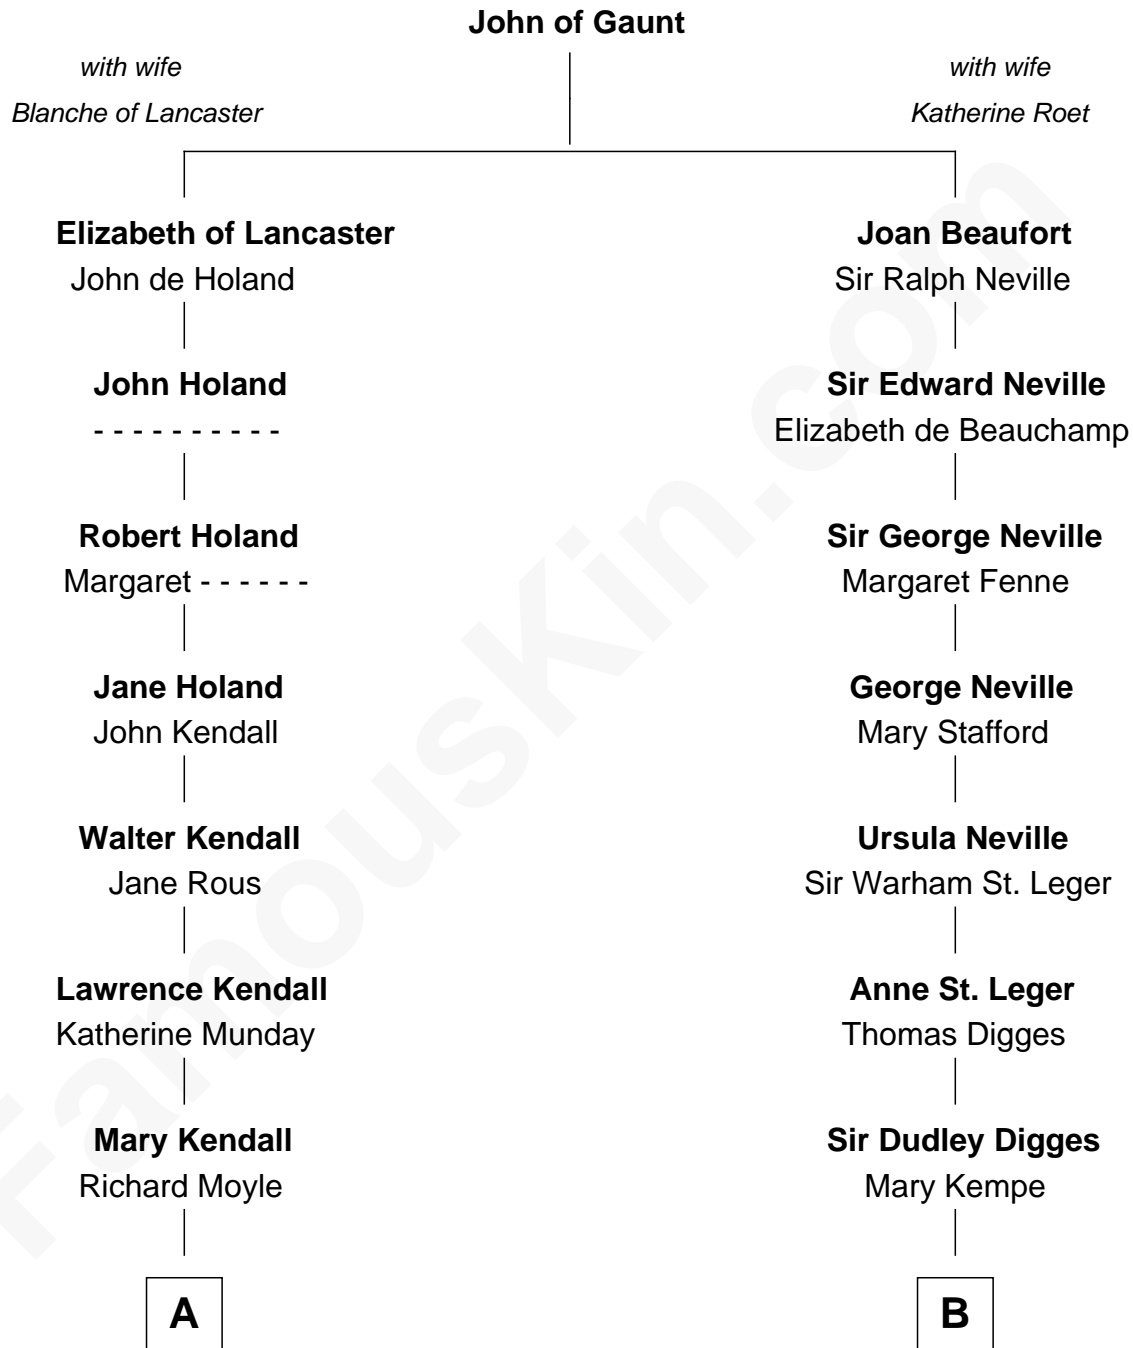 John of Gaunt
with wife
Blanche of Lancaster
with wife
Katherine Roet
Elizabeth of Lancaster
John de Holand
Joan Beaufort
Sir Ralph Neville
John Holand
- - - - - - - - - -
Sir Edward Neville
Elizabeth de Beauchamp
Robert Holand
Margaret - - - - - -
Sir George Neville
Margaret Fenne
Jane Holand
John Kendall
George Neville
Mary Stafford
Walter Kendall
Jane Rous
Ursula Neville
Sir Warham St. Leger
Lawrence Kendall
Katherine Munday
Anne St. Leger
Thomas Digges
Mary Kendall
Richard Moyle
Sir Dudley Digges
Mary Kempe
A
B
FamousKin.com